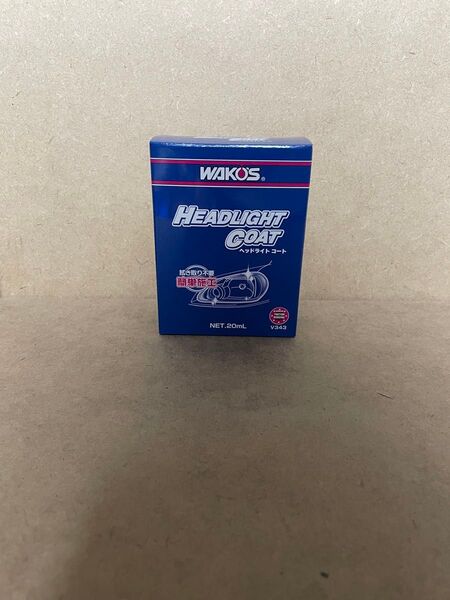 WAKO'S®
HEADLIGHT
COAT
ヘッドライト コート
拭き取り不要
簡単施工
NET.20mL
V343